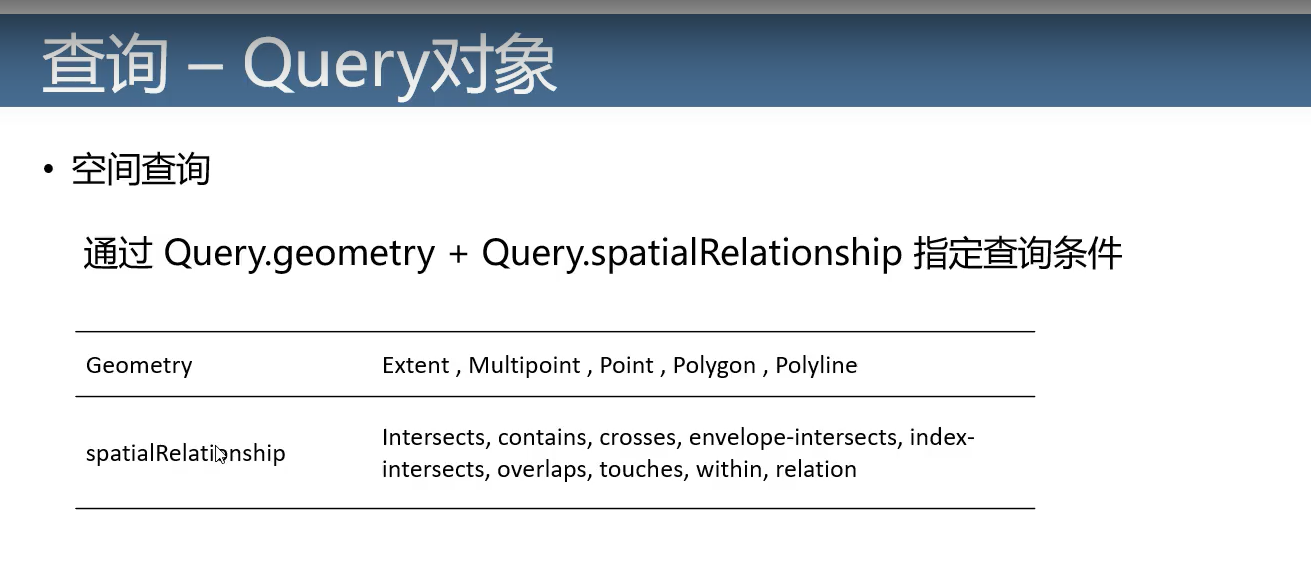 查询 – Query对象
• 空间查询
通过 Query.geometry + Query.spatialRelationship 指定查询条件
Geometry Extent , Multipoint , Point , Polygon , Polyline
spatialRelationship Intersects, contains, crosses, envelope-intersects, index-
intersects, overlaps, touches, within, relation